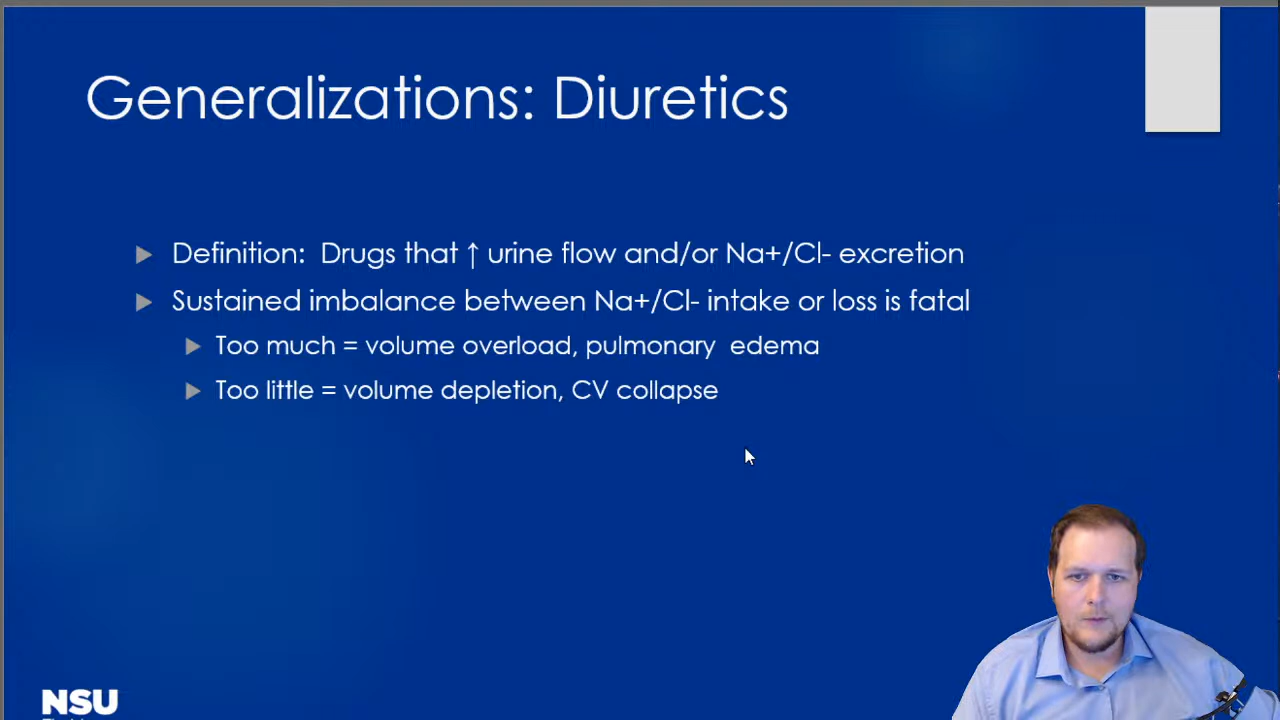 Generalizations: Diuretics
Definition: Drugs that ↑ urine flow and/or Na+/Cl- excretion
Sustained imbalance between Na+/Cl- intake or loss is fatal
Too much = volume overload, pulmonary edema
Too little = volume depletion, CV collapse
NSU